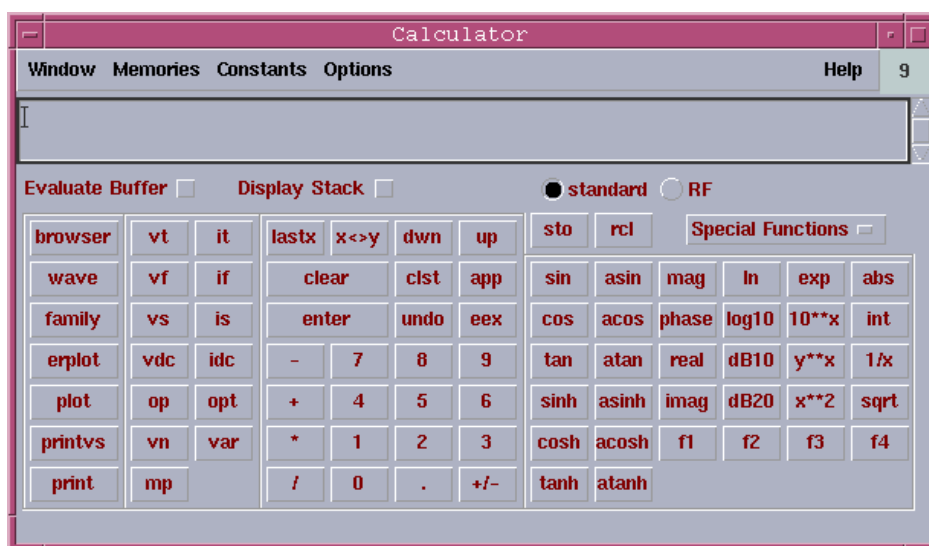 Calculator
Window Memories Constants Options Help 9
Evaluate Buffer Display Stack standard RF
sto rcl Special Functions
browser vt it lastx x<>y dwn up
wave vf if clear clst app sin asin mag ln exp abs
family vs is enter undo eex cos acos phase log10 10**x int
erplot vdc idc - 7 8 9 tan atan real dB10 y**x 1/x
plot op opt + 4 5 6 sinh asinh imag dB20 x**2 sqrt
printvs vn var * 1 2 3 cosh acosh f1 f2 f3 f4
print mp / 0 . +/- tanh atanh